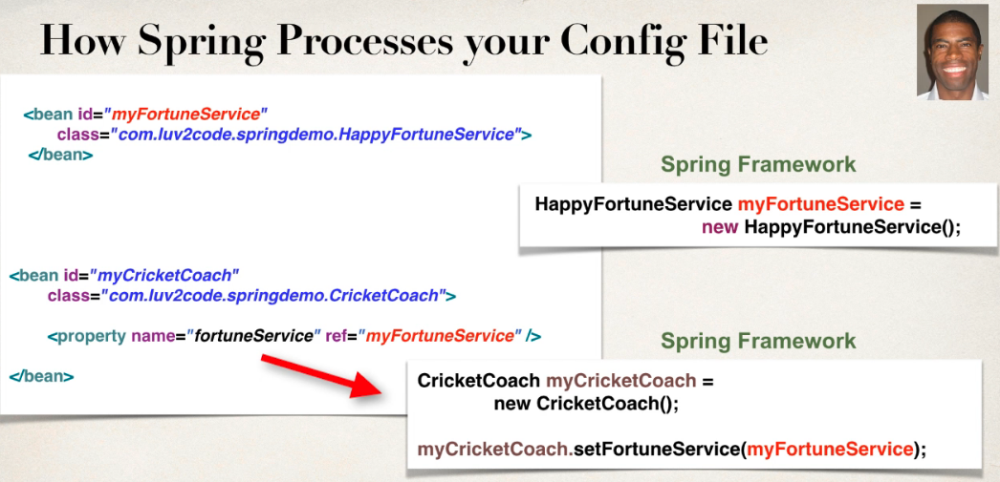 How Spring Processes your Config File
<bean id="myFortuneService"
class="com.luv2code.springdemo.HappyFortuneService">
</bean>
Spring Framework
HappyFortuneService myFortuneService =
new HappyFortuneService();
<bean id="myCricketCoach"
class="com.luv2code.springdemo.CricketCoach">
<property name="fortuneService" ref="myFortuneService" />
</bean>
Spring Framework
CricketCoach myCricketCoach =
new CricketCoach();
myCricketCoach.setFortuneService(myFortuneService);